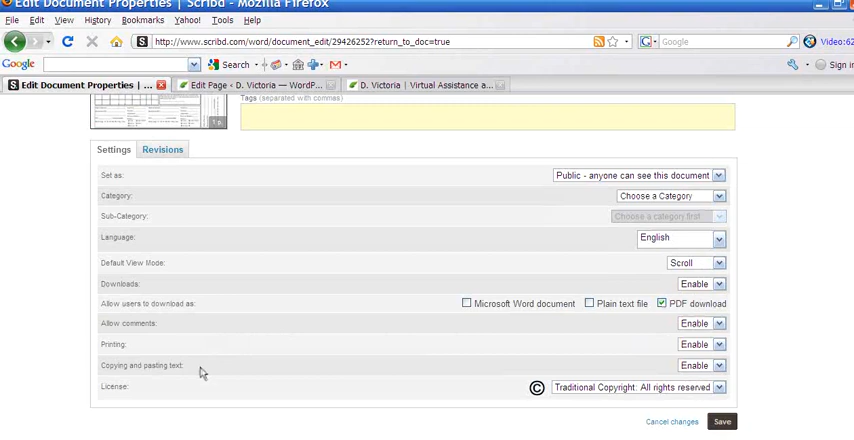 Edit Document Properties | Scribd - Mozilla Firefox
File Edit View History Bookmarks Yahoo! Tools Help
http://www.scribd.com/word/document_edit/29426252?return_to_doc=true Google Video:62
Google Search Sign in
Edit Document Properties | ... Edit Page ‹ D. Victoria — WordP... D. Victoria | Virtual Assistance a...
Tags (separated with commas)
1 p.
Settings Revisions
Set as: Public - anyone can see this document
Category: Choose a Category
Sub-Category: Choose a category first
Language: English
Default View Mode: Scroll
Downloads: Enable
Allow users to download as: Microsoft Word document Plain text file PDF download
Allow comments: Enable
Printing: Enable
Copying and pasting text: Enable
License: © Traditional Copyright: All rights reserved
Cancel changes Save